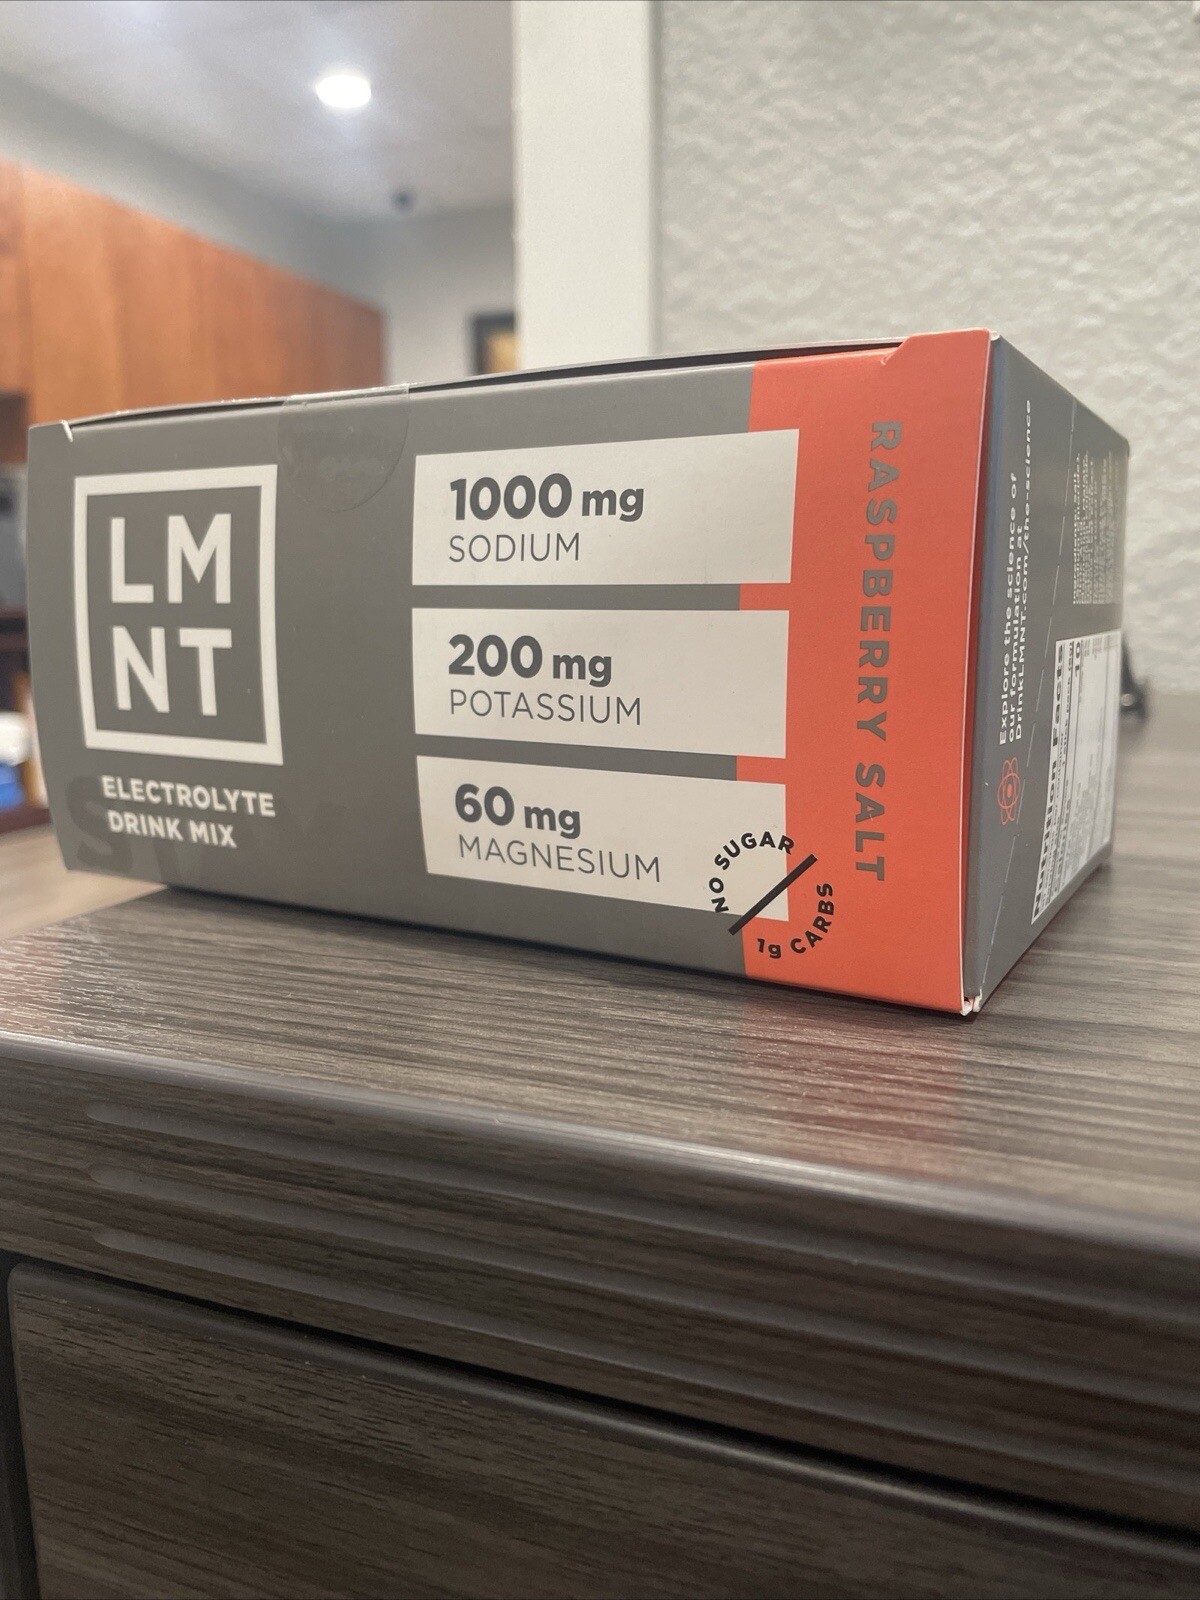 LM
NT
ELECTROLYTE
DRINK MIX
1000 mg
SODIUM
200 mg
POTASSIUM
60 mg
MAGNESIUM
NO SUGAR
1g CARBS
RASPBERRY SALT
Explore the science of
our formulation at
DrinkLMNT.com/the-science
Nutrition Facts
10